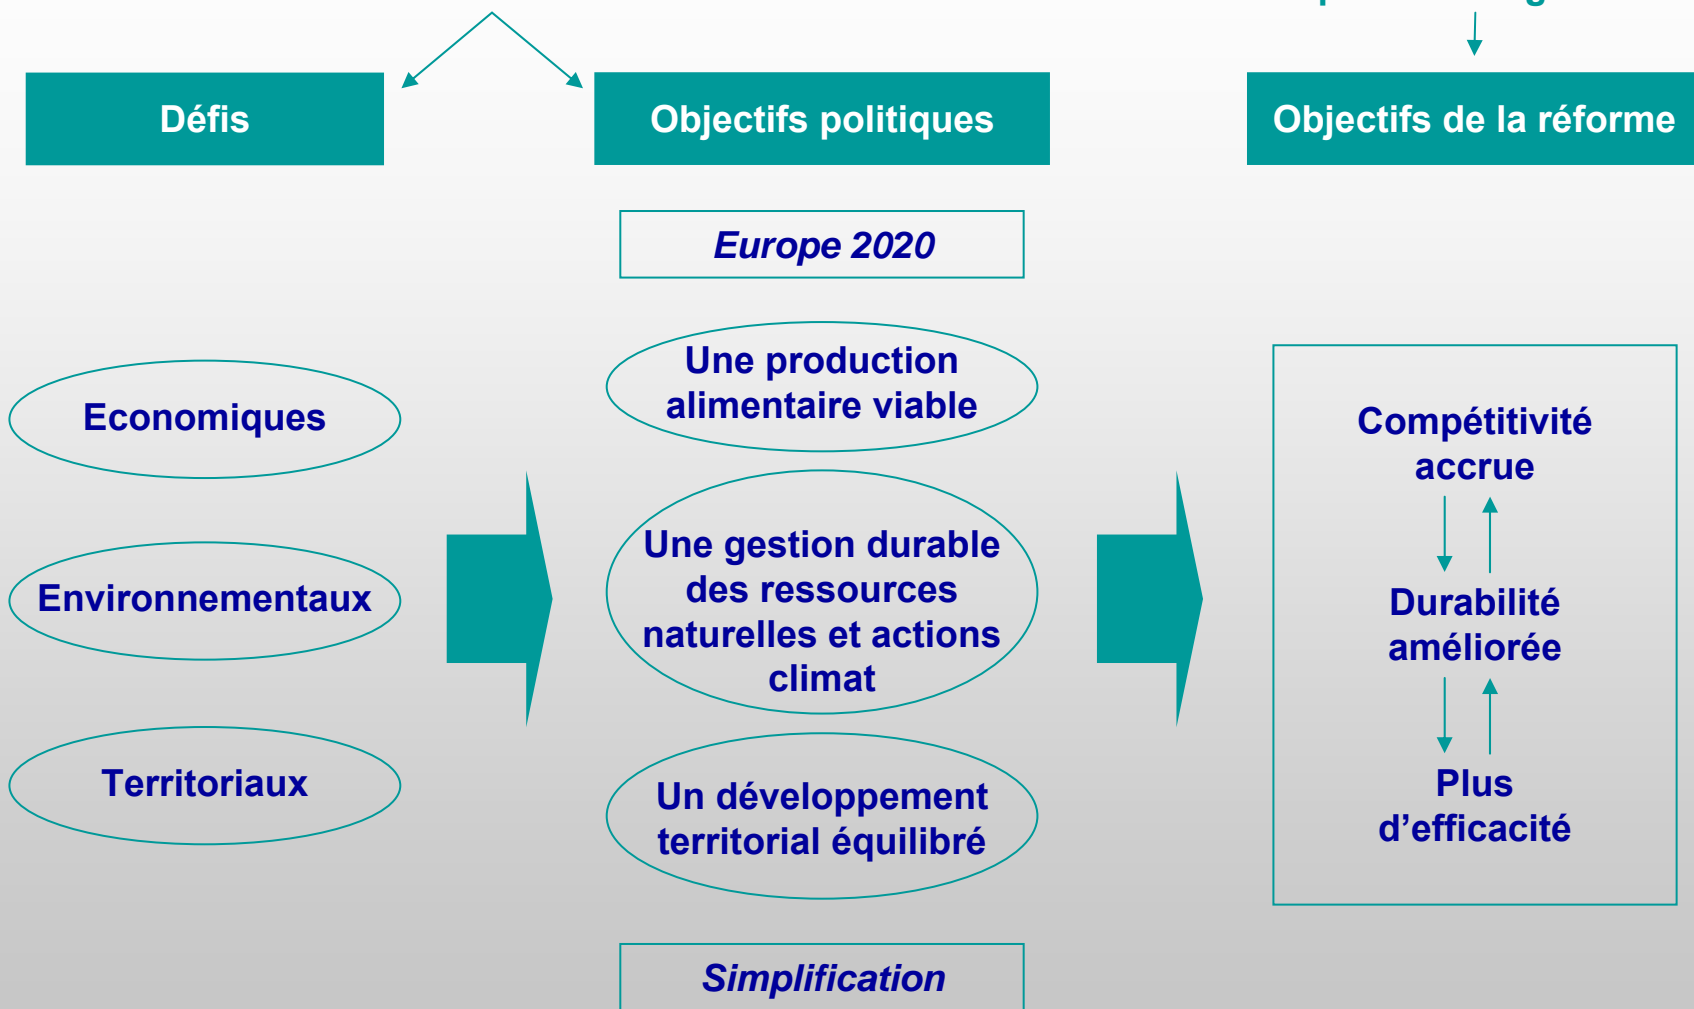 Défis
Objectifs politiques
Objectifs de la réforme
Europe 2020
Economiques
Environnementaux
Territoriaux
Une production
alimentaire viable
Une gestion durable
des ressources
naturelles et actions
climat
Un développement
territorial équilibré
Simplification
Compétitivité
accrue
Durabilité
améliorée
Plus
d’efficacité